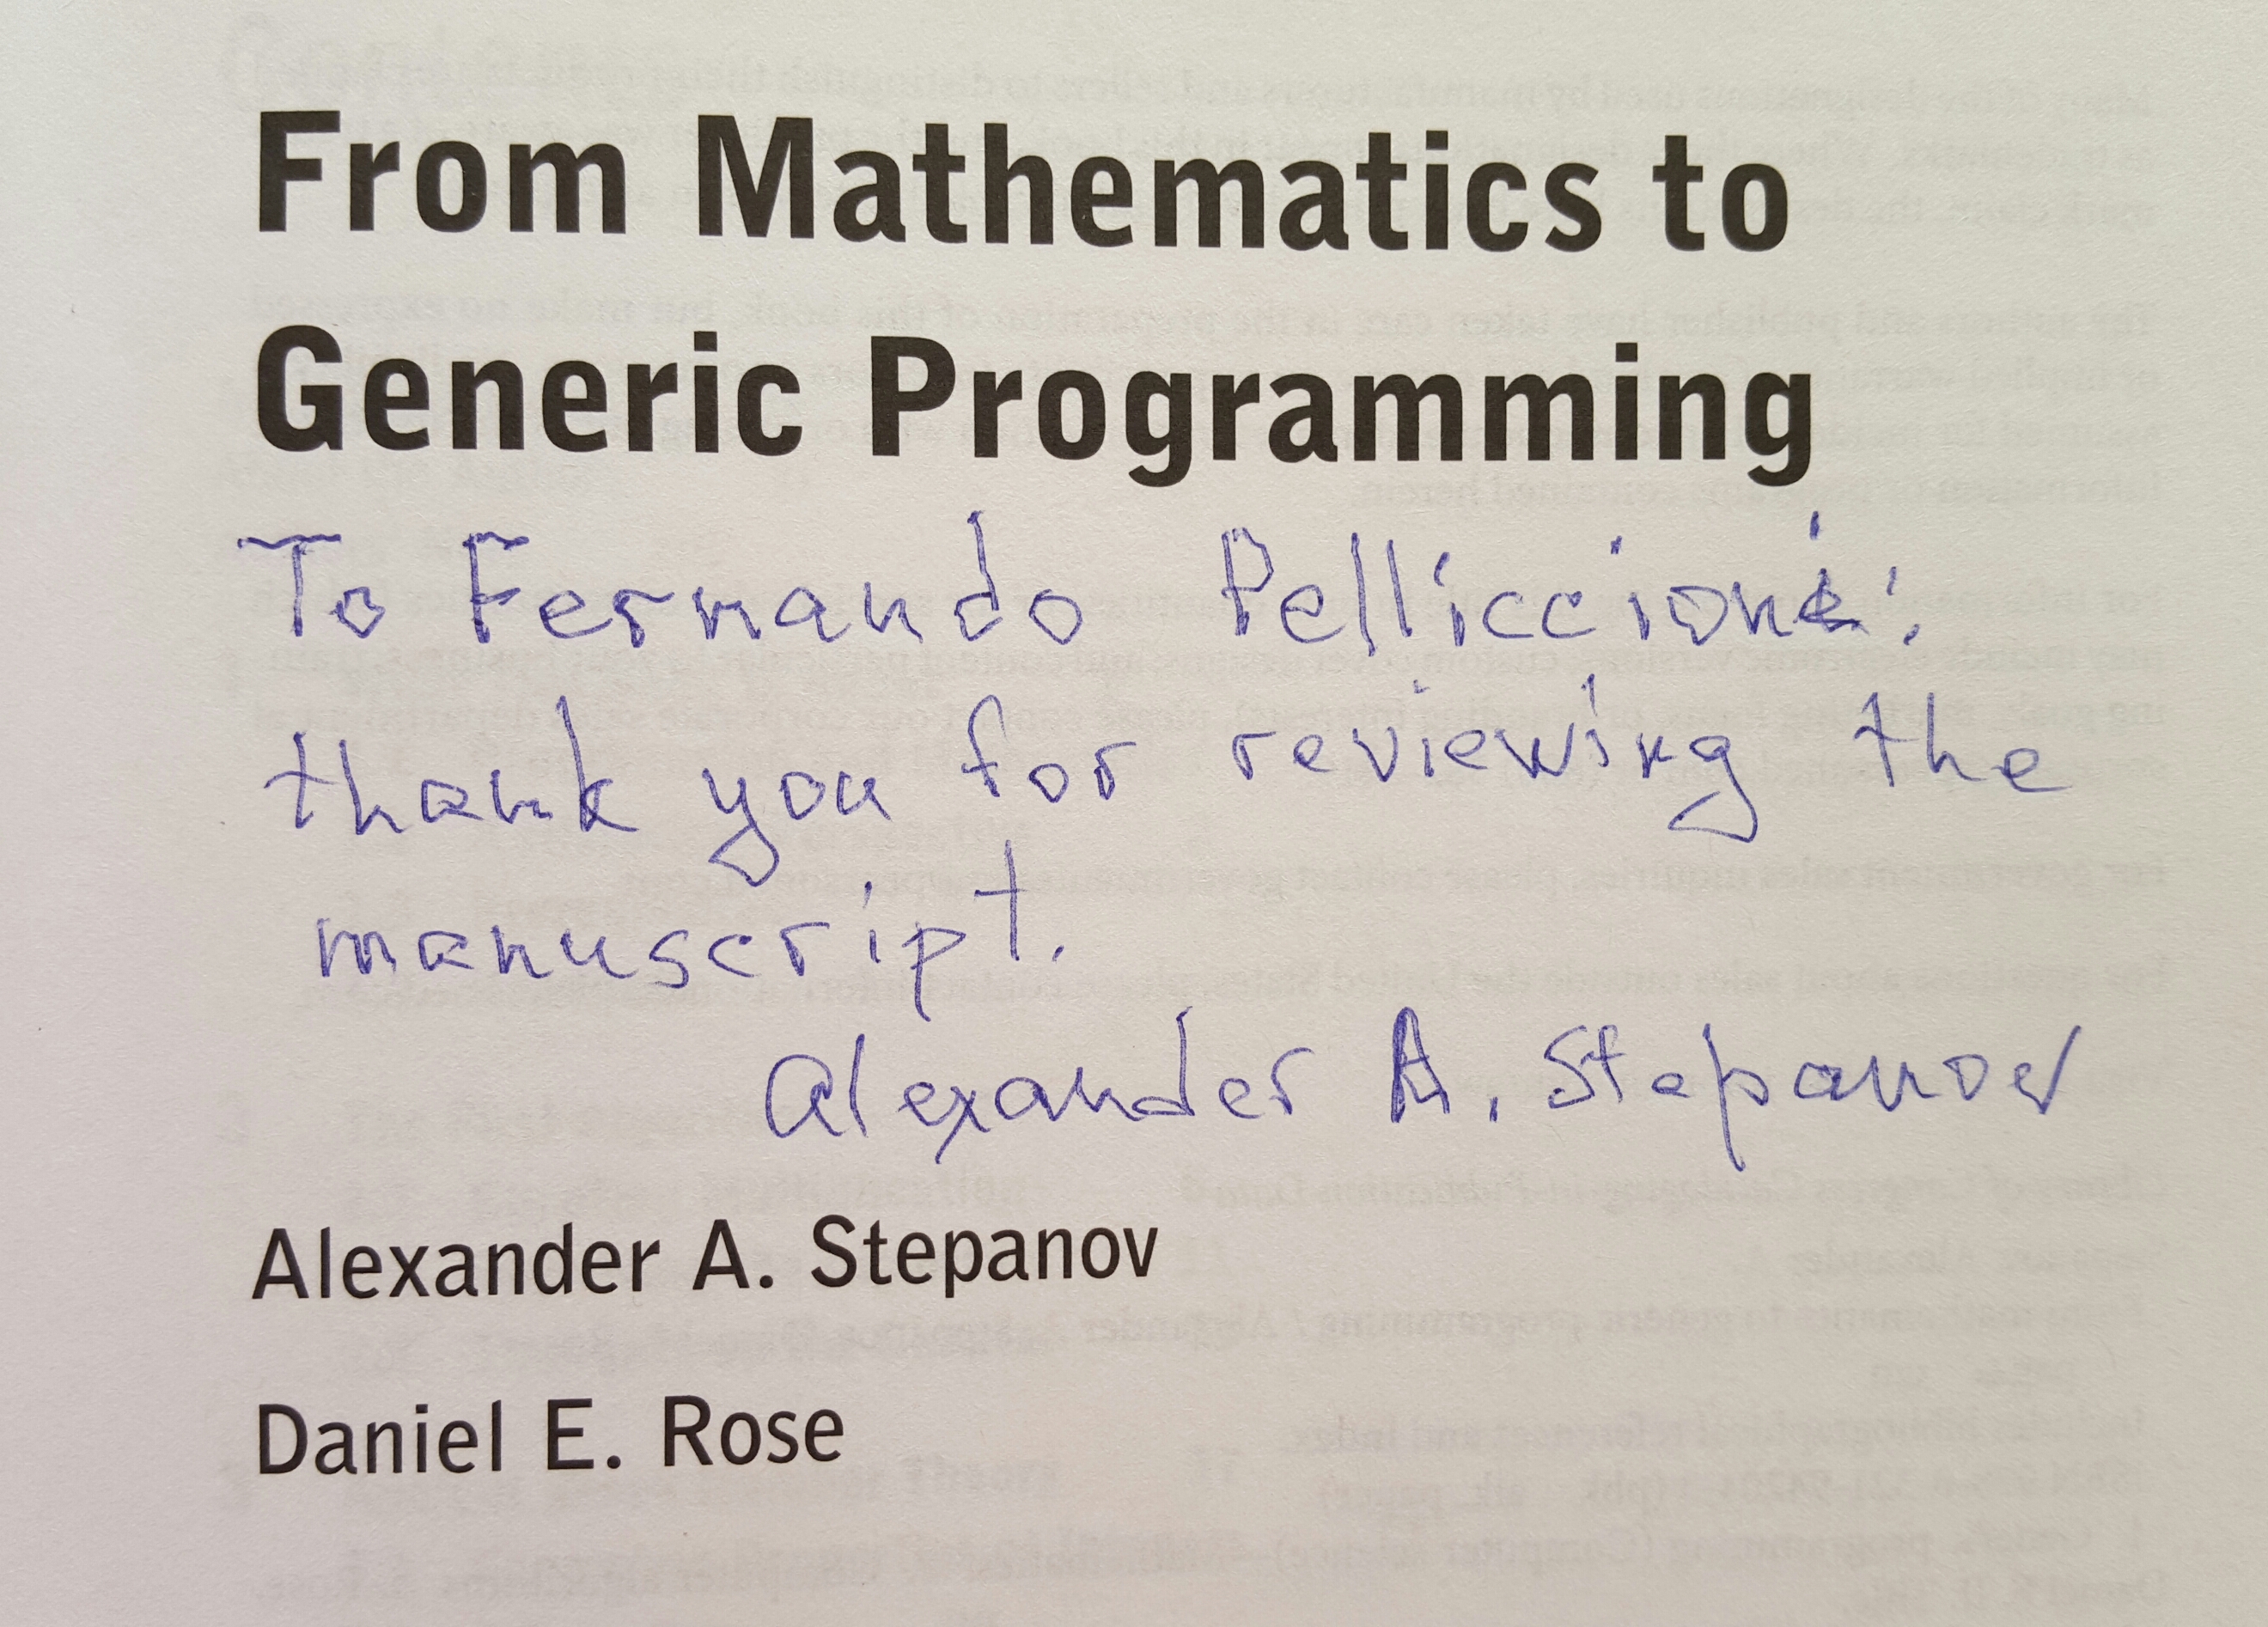 From Mathematics to
Generic Programming
To Fernando Pelliccione:
thank you for reviewing the
manuscript.
Alexander A. Stepanov
Alexander A. Stepanov
Daniel E. Rose